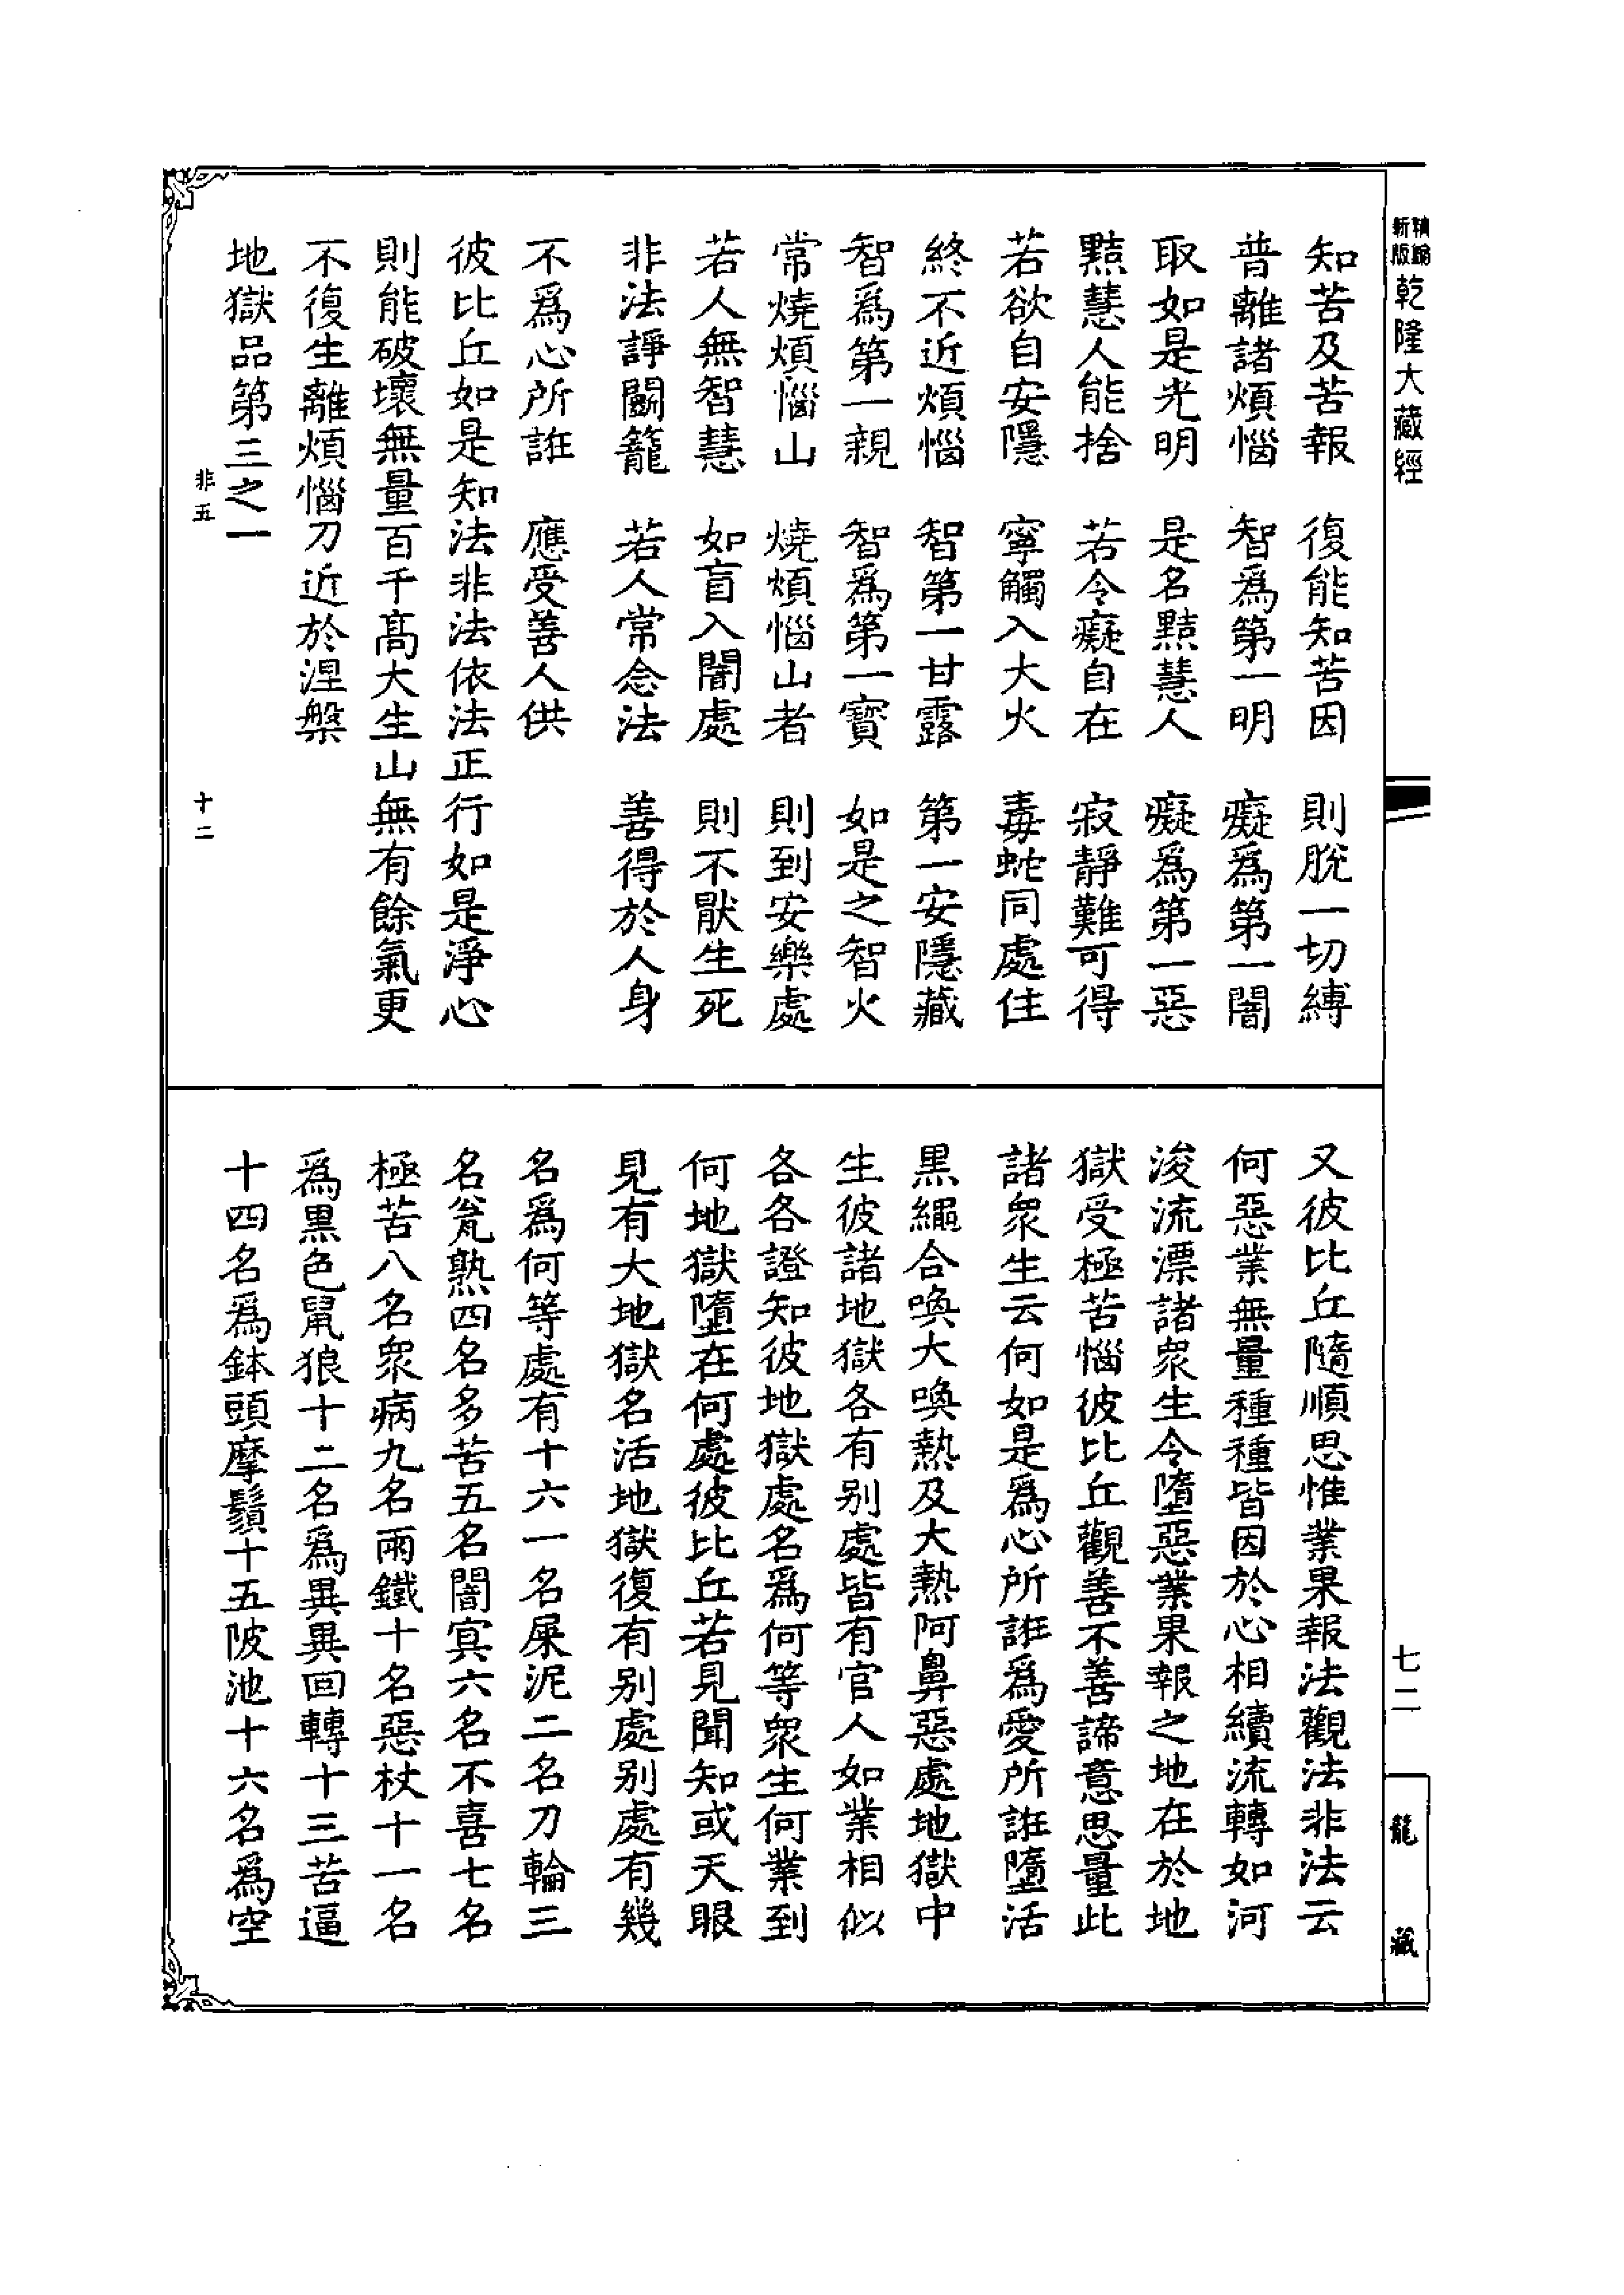 新版
精編
乾隆大藏經
知苦及苦報　復能知苦因　則脫一切縛
普離諸煩惱　智爲第一明　癡爲第一闇
取如是光明　是名黠慧人　癡爲第一惡
黠慧人能捨　若令癡自在　寂靜難可得
若欲自安隱　寧觸入大火　毒蛇同處住
終不近煩惱　智第一甘露　第一安隱藏
智爲第一親　智爲第一寶　如是之智火
常燒煩惱山　燒煩惱山者　則到安樂處
若人無智慧　如盲入闇處　則不猒生死
非法諍鬬籠　若人常念法　善得於人身
不爲心所誑　應受善人供
彼比丘如是知法非法依法正行如是淨心
則能破壞無量百千髙大生山無有餘氣更
不復生離煩惱刀近於涅槃
地獄品第三之一
非五
十二
又彼比丘隨順思惟業果報法觀法非法云
何惡業無量種種皆因於心相續流轉如河
浚流漂諸衆生令墮惡業果報之地在於地
獄受極苦惱彼比丘觀善不善諦意思量此
諸衆生云何如是爲心所誑爲愛所誑墮活
黒繩合喚大喚熱及大熱阿鼻惡處地獄中
生彼諸地獄各有别處皆有官人如業相似
各各證知彼地獄處名爲何等衆生何業到
何地獄墮在何處彼比丘若見聞知或天眼
見有大地獄名活地獄復有别處别處有幾
名爲何等處有十六一名屎泥二名刀輪三
名瓮熟四名多苦五名闇冥六名不喜七名
極苦八名衆病九名雨鐵十名惡杖十一名
爲黒色鼠狼十二名爲異異回轉十三苦逼
十四名爲鉢頭摩鬚十五陂池十六名爲空
七二
龍藏